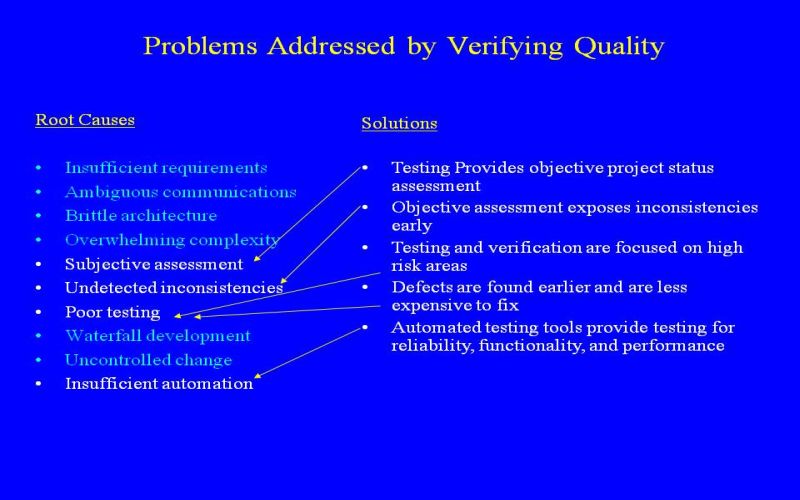 Problems Addressed by Verifying Quality
Root Causes
• Insufficient requirements
• Ambiguous communications
• Brittle architecture
• Overwhelming complexity
• Subjective assessment
• Undetected inconsistencies
• Poor testing
• Waterfall development
• Uncontrolled change
• Insufficient automation
Solutions
• Testing Provides objective project status
assessment
• Objective assessment exposes inconsistencies
early
• Testing and verification are focused on high
risk areas
• Defects are found earlier and are less
expensive to fix
• Automated testing tools provide testing for
reliability, functionality, and performance